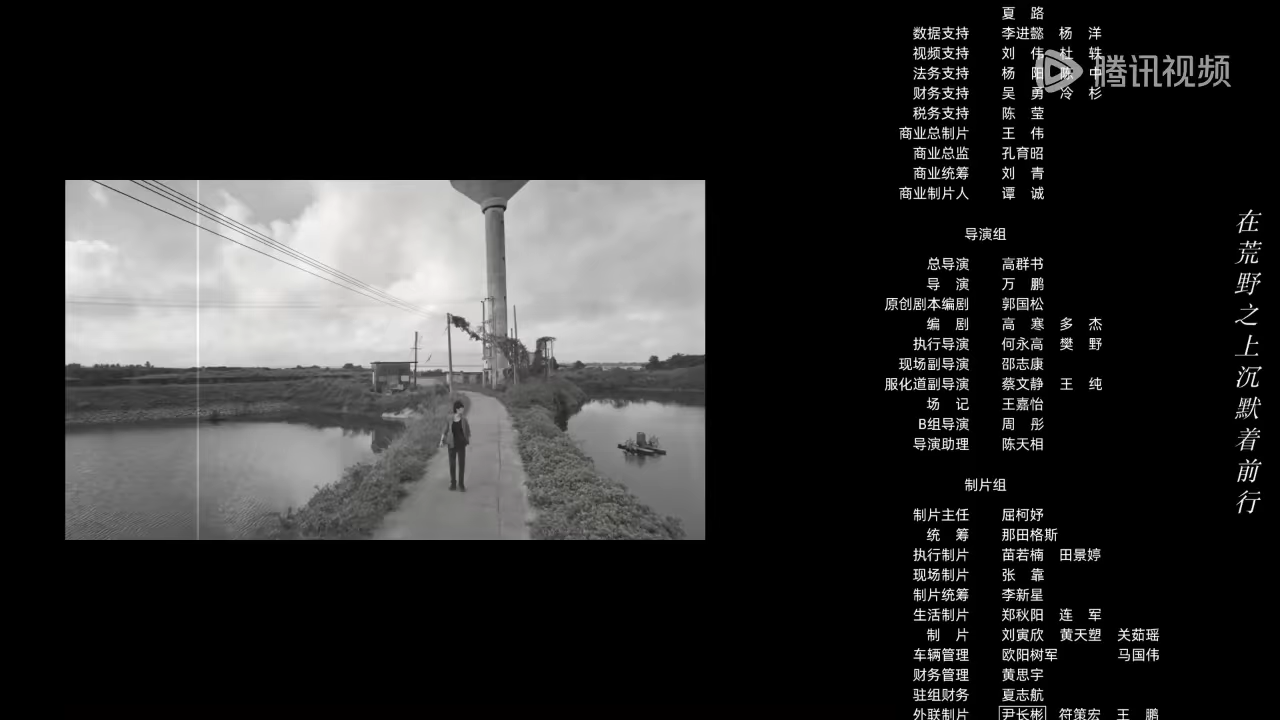 夏 路
数据支持 李进懿 杨 洋
视频支持 刘 伟 杜 轶
法务支持 杨 阳 陈 中
财务支持 吴 勇 冷 杉
税务支持 陈 莹
商业总制片 王 伟
商业总监 孔育昭
商业统筹 刘 青
商业制片人 谭 诚
腾讯视频
导演组
总导演 高群书
导 演 万 鹏
原创剧本编剧 郭国松
编 剧 高 寒 多 杰
执行导演 何永高 樊 野
现场副导演 邵志康
服化道副导演 蔡文静 王 纯
场 记 王嘉怡
B组导演 周 彤
导演助理 陈天相
制片组
制片主任 屈柯妤
统 筹 那田格斯
执行制片 苗若楠 田景婷
现场制片 张 靠
制片统筹 李新星
生活制片 郑秋阳 连 军
制 片 刘寅欣 黄天塑 关茹瑶
车辆管理 欧阳树军 马国伟
财务管理 黄思宇
驻组财务 夏志航
外联制片 尹长彬 符策宏 王 鹏
在荒野之上沉默着前行